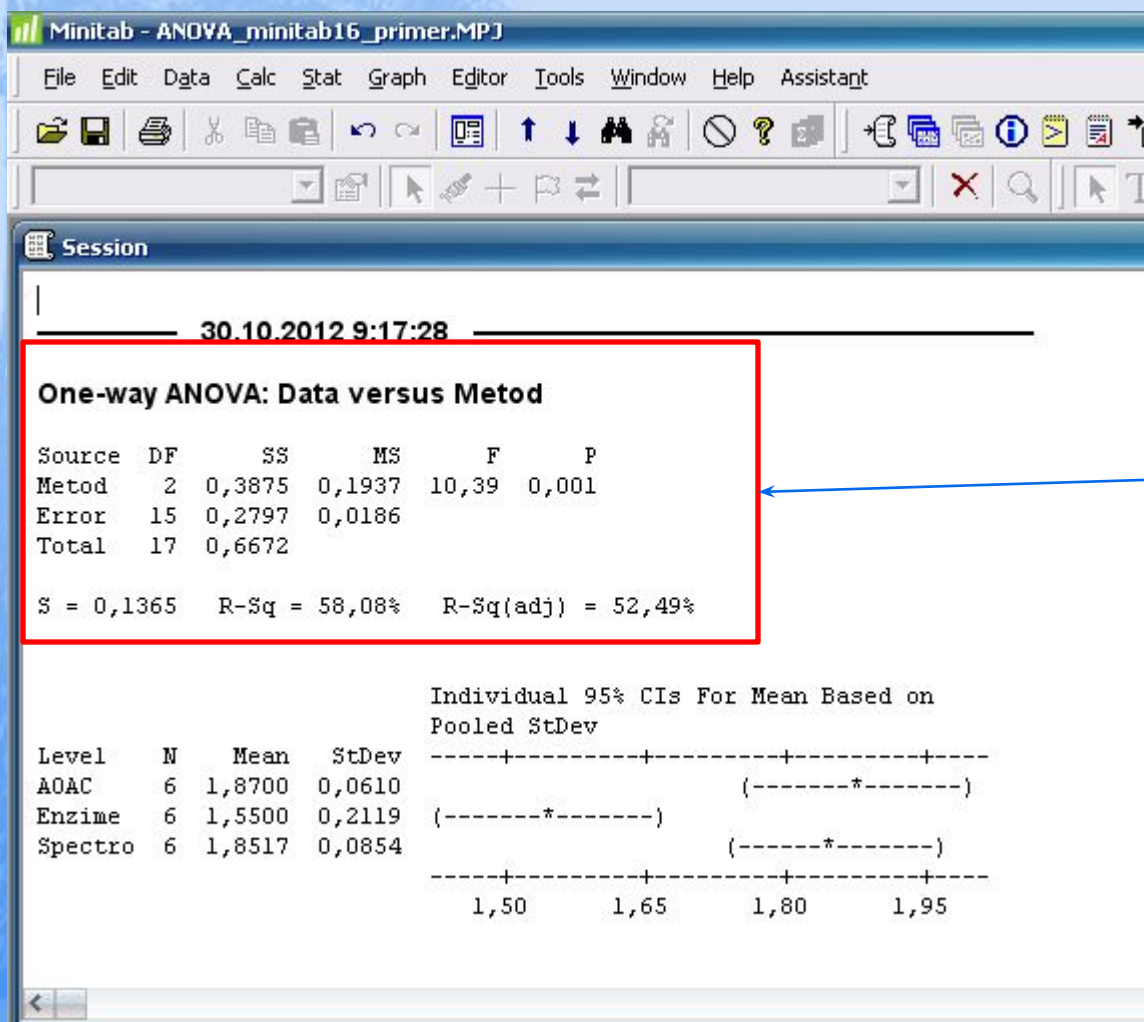 Minitab - ANOVA_minitab16_primer.MPJ
File Edit Data Calc Stat Graph Editor Tools Window Help Assistant
Session
30.10.2012 9:17:28
One-way ANOVA: Data versus Metod
Source DF SS MS F P
Metod 2 0,3875 0,1937 10,39 0,001
Error 15 0,2797 0,0186
Total 17 0,6672
S = 0,1365 R-Sq = 58,08% R-Sq(adj) = 52,49%
Individual 95% CIs For Mean Based on
Pooled StDev
Level N Mean StDev -----+---------+---------+---------+----
AOAC 6 1,8700 0,0610 (-------*-------)
Enzime 6 1,5500 0,2119 (-------*-------)
Spectro 6 1,8517 0,0854 (------*-------)
-----+---------+---------+---------+----
1,50 1,65 1,80 1,95